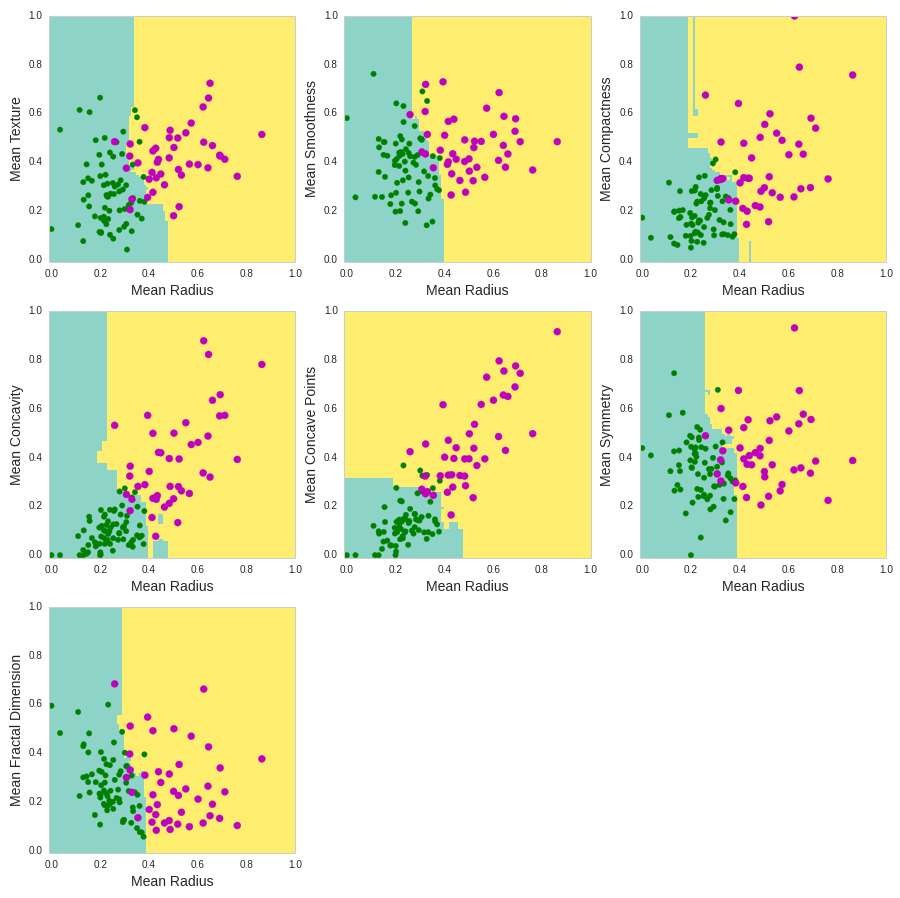 Mean Texture
1.0
0.8
0.6
0.4
0.2
0.0
0.0 0.2 0.4 0.6 0.8 1.0
Mean Radius
Mean Smoothness
1.0
0.8
0.6
0.4
0.2
0.0
0.0 0.2 0.4 0.6 0.8 1.0
Mean Radius
Mean Compactness
1.0
0.8
0.6
0.4
0.2
0.0
0.0 0.2 0.4 0.6 0.8 1.0
Mean Radius
Mean Concavity
1.0
0.8
0.6
0.4
0.2
0.0
0.0 0.2 0.4 0.6 0.8 1.0
Mean Radius
Mean Concave Points
1.0
0.8
0.6
0.4
0.2
0.0
0.0 0.2 0.4 0.6 0.8 1.0
Mean Radius
Mean Symmetry
1.0
0.8
0.6
0.4
0.2
0.0
0.0 0.2 0.4 0.6 0.8 1.0
Mean Radius
Mean Fractal Dimension
1.0
0.8
0.6
0.4
0.2
0.0
0.0 0.2 0.4 0.6 0.8 1.0
Mean Radius